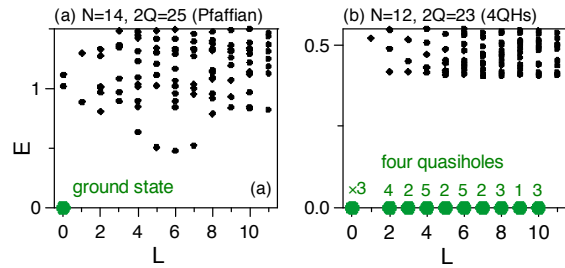 (a) N=14, 2Q=25 (Pfaffian)
E
1
0
ground state
(a)
0 2 4 6 8 10
L
(b) N=12, 2Q=23 (4QHs)
0.5
0.0
four quasiholes
×3 4 2 5 2 5 2 3 1 3
0 2 4 6 8 10
L